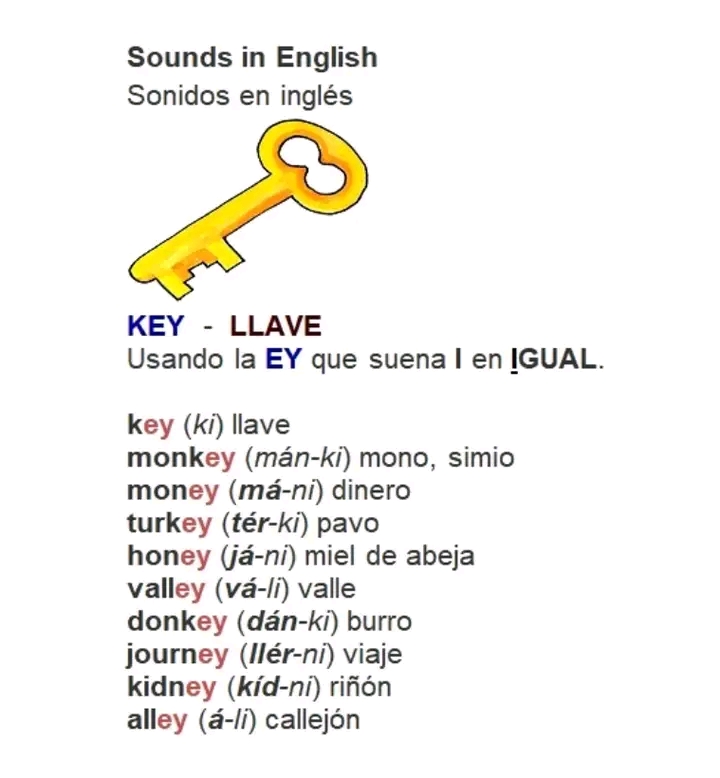 Sounds in English
Sonidos en inglés
KEY - LLAVE
Usando la EY que suena I en IGUAL.
key (ki) llave
monkey (mán-ki) mono, simio
money (má-ni) dinero
turkey (tér-ki) pavo
honey (já-ni) miel de abeja
valley (vá-li) valle
donkey (dán-ki) burro
journey (llér-ni) viaje
kidney (kíd-ni) riñón
alley (á-li) callejón